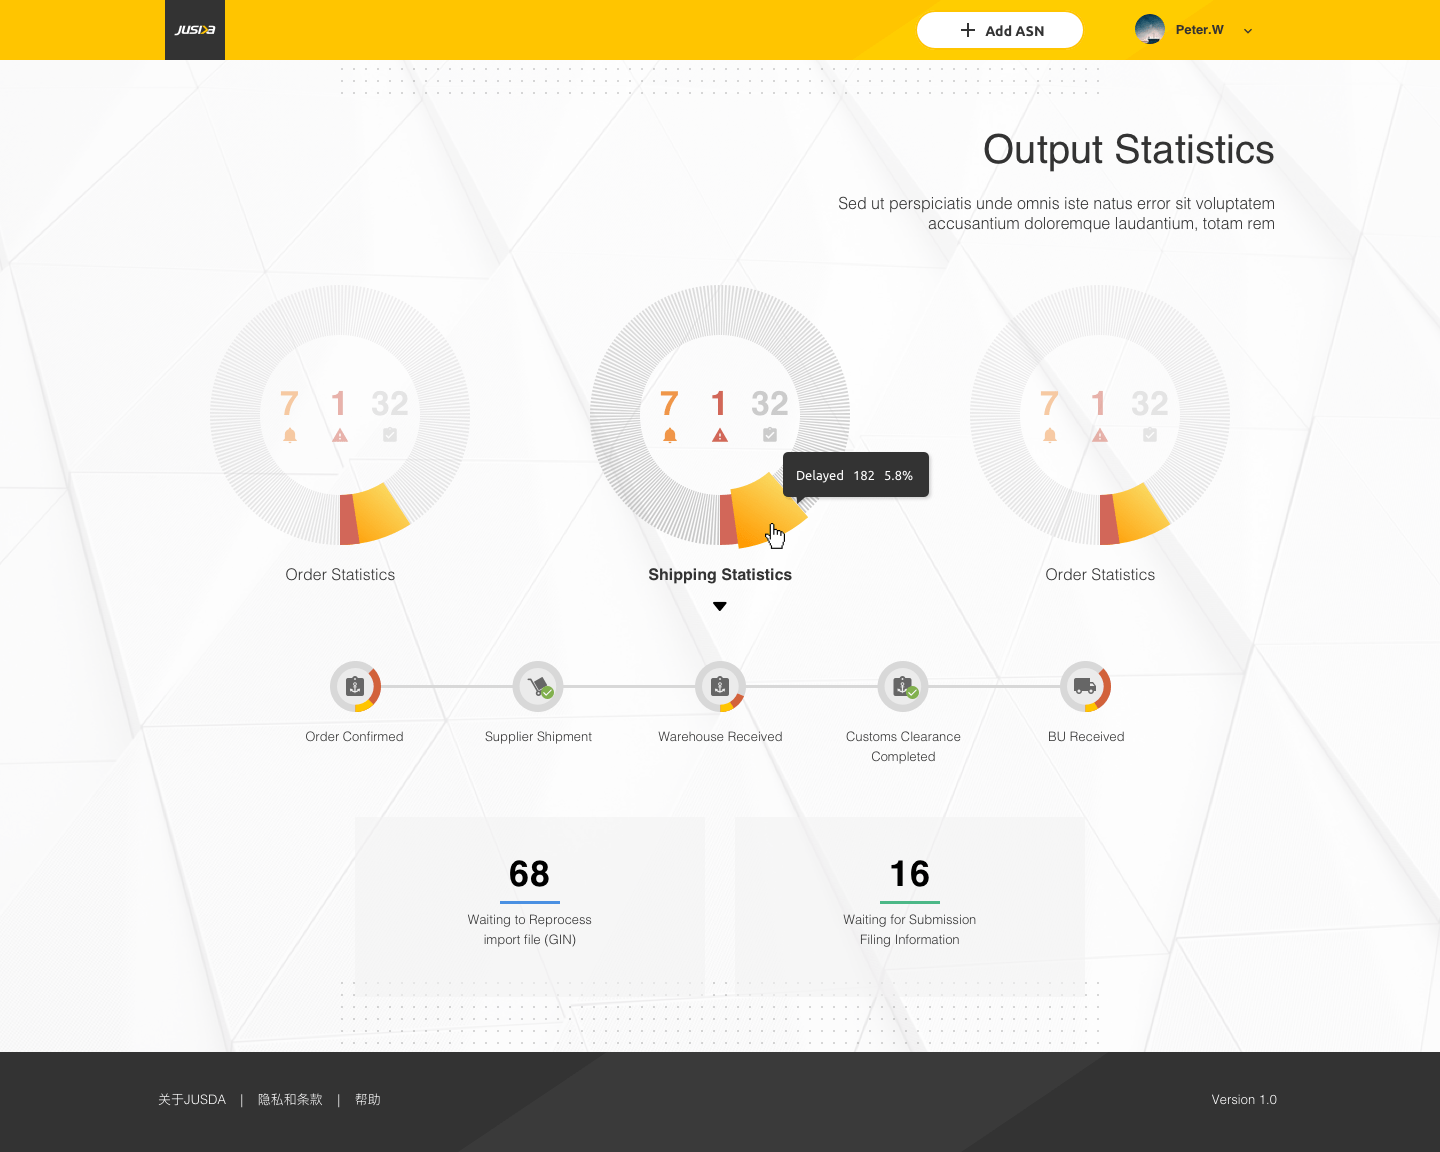 JUSDA
Add ASN
Peter.W
Output Statistics
Sed ut perspiciatis unde omnis iste natus error sit voluptatem
accusantium doloremque laudantium, totam rem
7 1 32
7 1 32
7 1 32
Delayed 182 5.8%
Order Statistics
Shipping Statistics
Order Statistics
Order Confirmed
Supplier Shipment
Warehouse Received
Customs Clearance
Completed
BU Received
68
Waiting to Reprocess
import file (GIN)
16
Waiting for Submission
Filing Information
关于JUSDA | 隐私和条款 | 帮助
Version 1.0